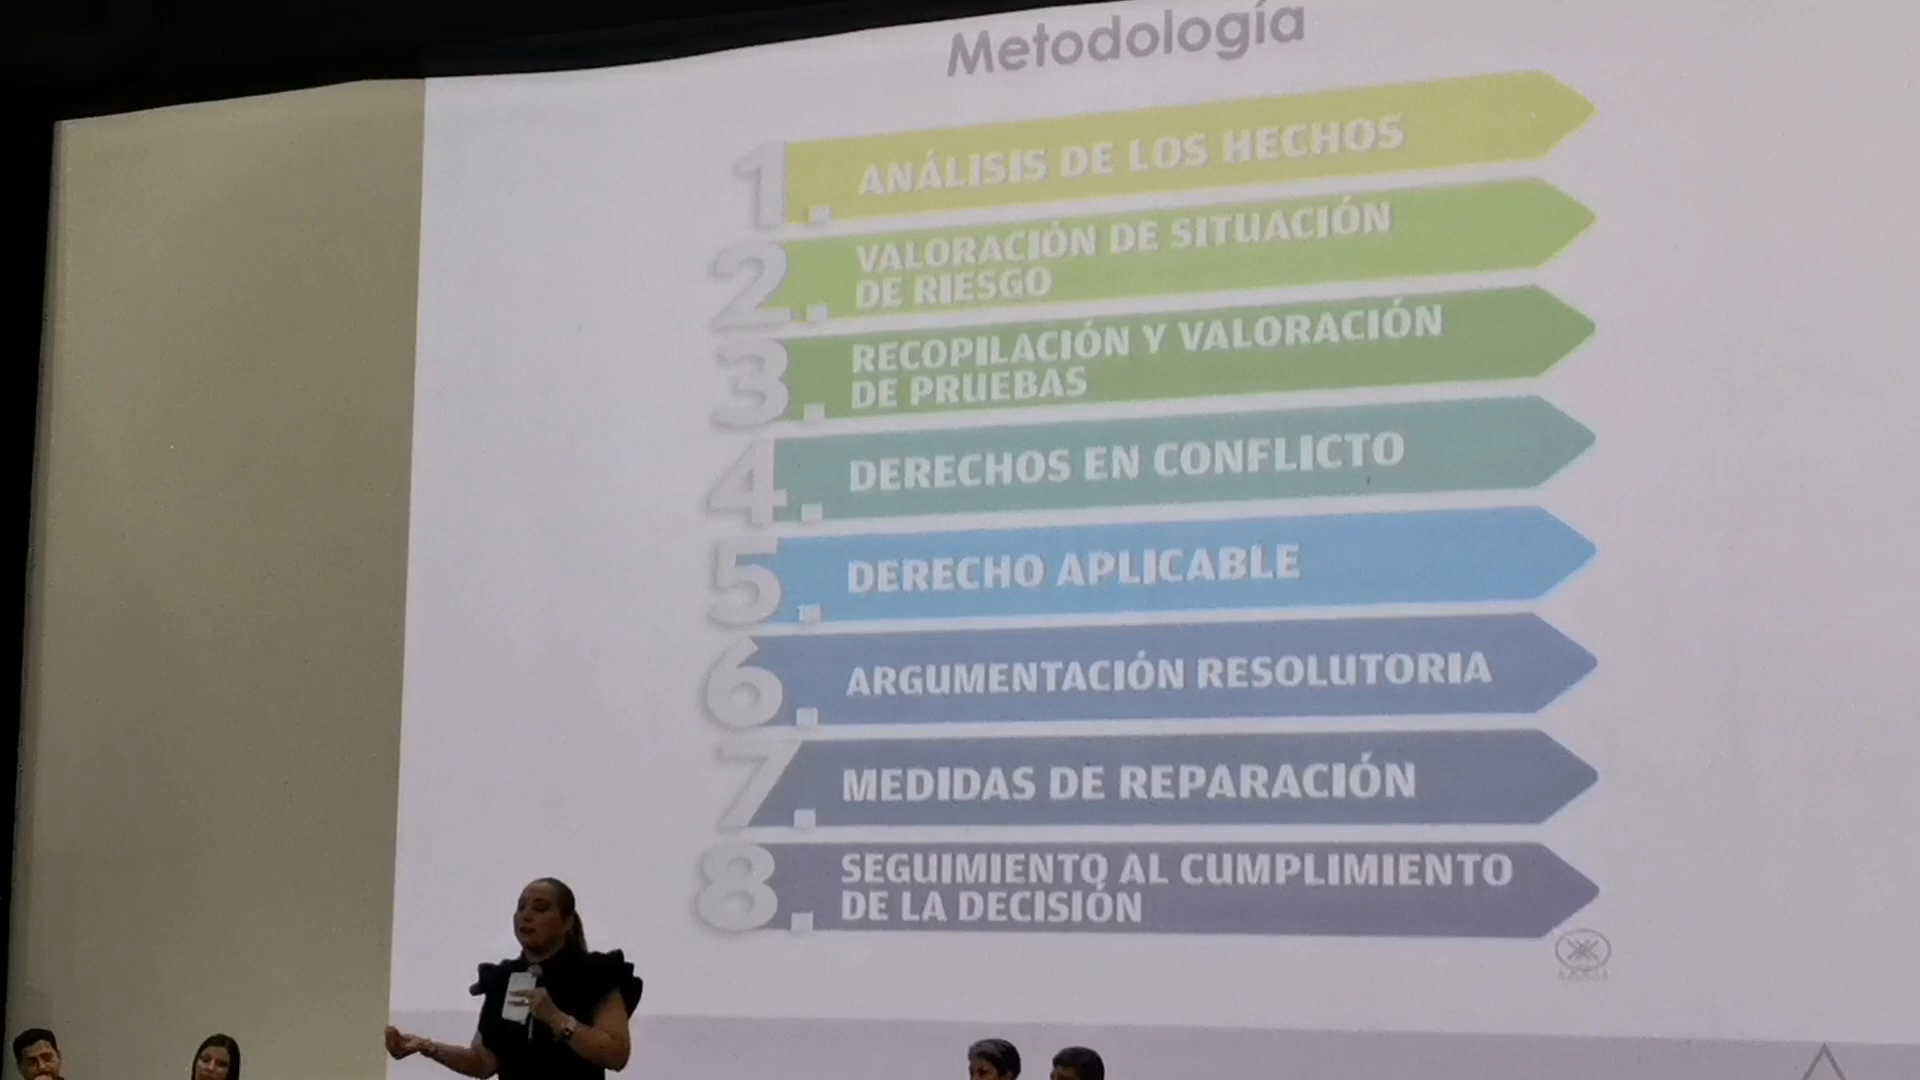 Metodología
1. ANÁLISIS DE LOS HECHOS
2. VALORACIÓN DE SITUACIÓN
DE RIESGO
3. RECOPILACIÓN Y VALORACIÓN
DE PRUEBAS
4. DERECHOS EN CONFLICTO
5. DERECHO APLICABLE
6. ARGUMENTACIÓN RESOLUTORIA
7. MEDIDAS DE REPARACIÓN
8. SEGUIMIENTO AL CUMPLIMIENTO
DE LA DECISIÓN